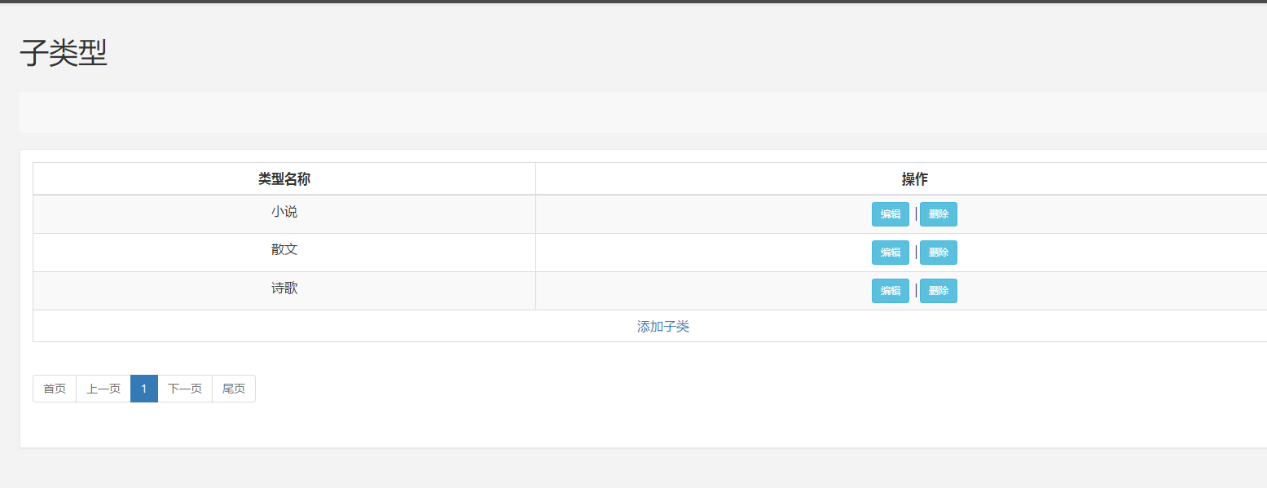 子类型
类型名称 操作
小说 编辑 | 删除
散文 编辑 | 删除
诗歌 编辑 | 删除
添加子类
首页 上一页 1 下一页 尾页